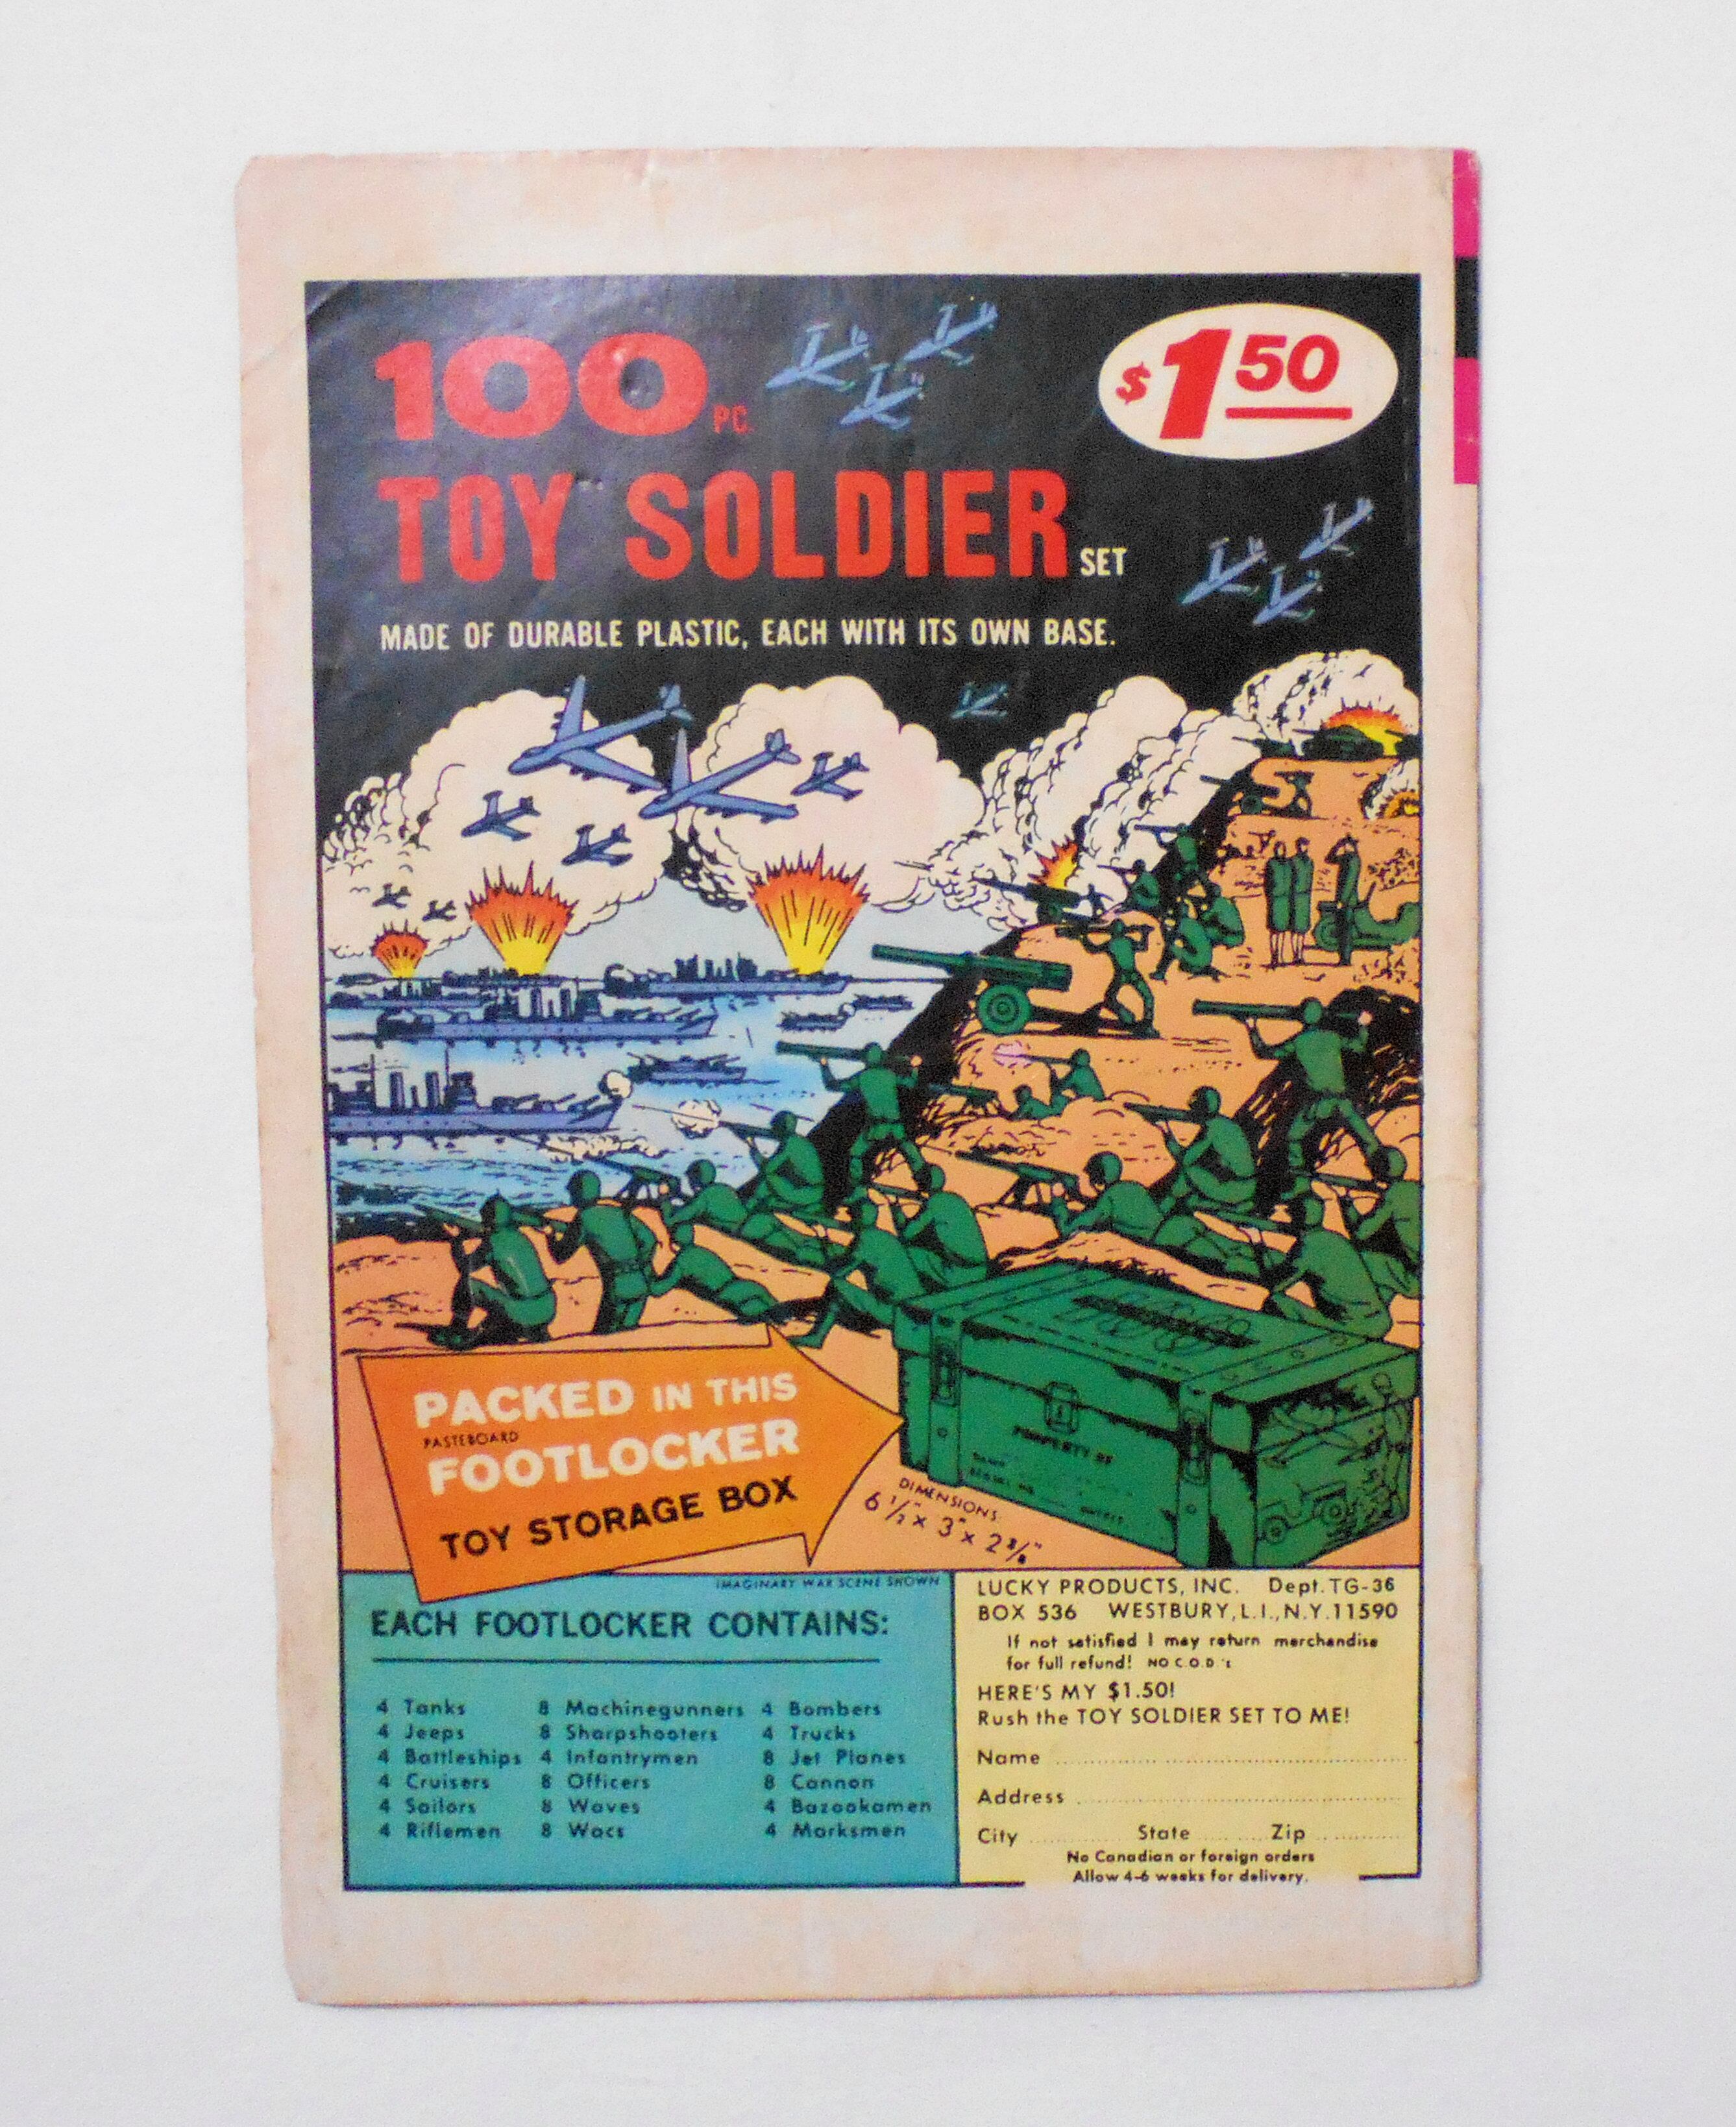 100 PC.
$1.50
TOY SOLDIER SET
MADE OF DURABLE PLASTIC, EACH WITH ITS OWN BASE.
PACKED IN THIS
PASTEBOARD
FOOTLOCKER
TOY STORAGE BOX
PROPERTY OF
DIMENSIONS:
6 1/2" x 3" x 2
IMAGINARY WAR SCENE SHOWN
EACH FOOTLOCKER CONTAINS:
4 Tanks
4 Jeeps
4 Battleships
4 Cruisers
4 Sailors
4 Riflemen
8 Machinegunners
8 Sharpshooters
4 Infantrymen
8 Officers
8 Waves
8 Wacs
4 Bombers
4 Trucks
8 Jet Planes
8 Cannon
4 Bazookamen
4 Marksmen
LUCKY PRODUCTS, INC. Dept. TG-36
BOX 536 WESTBURY, L.I., N.Y. 11590
If not satisfied I may return merchandise
for full refund! NO C.O.D.'s
HERE'S MY $1.50!
Rush the TOY SOLDIER SET TO ME!
Name
Address
City State Zip
No Canadian or foreign orders
Allow 4-6 weeks for delivery.